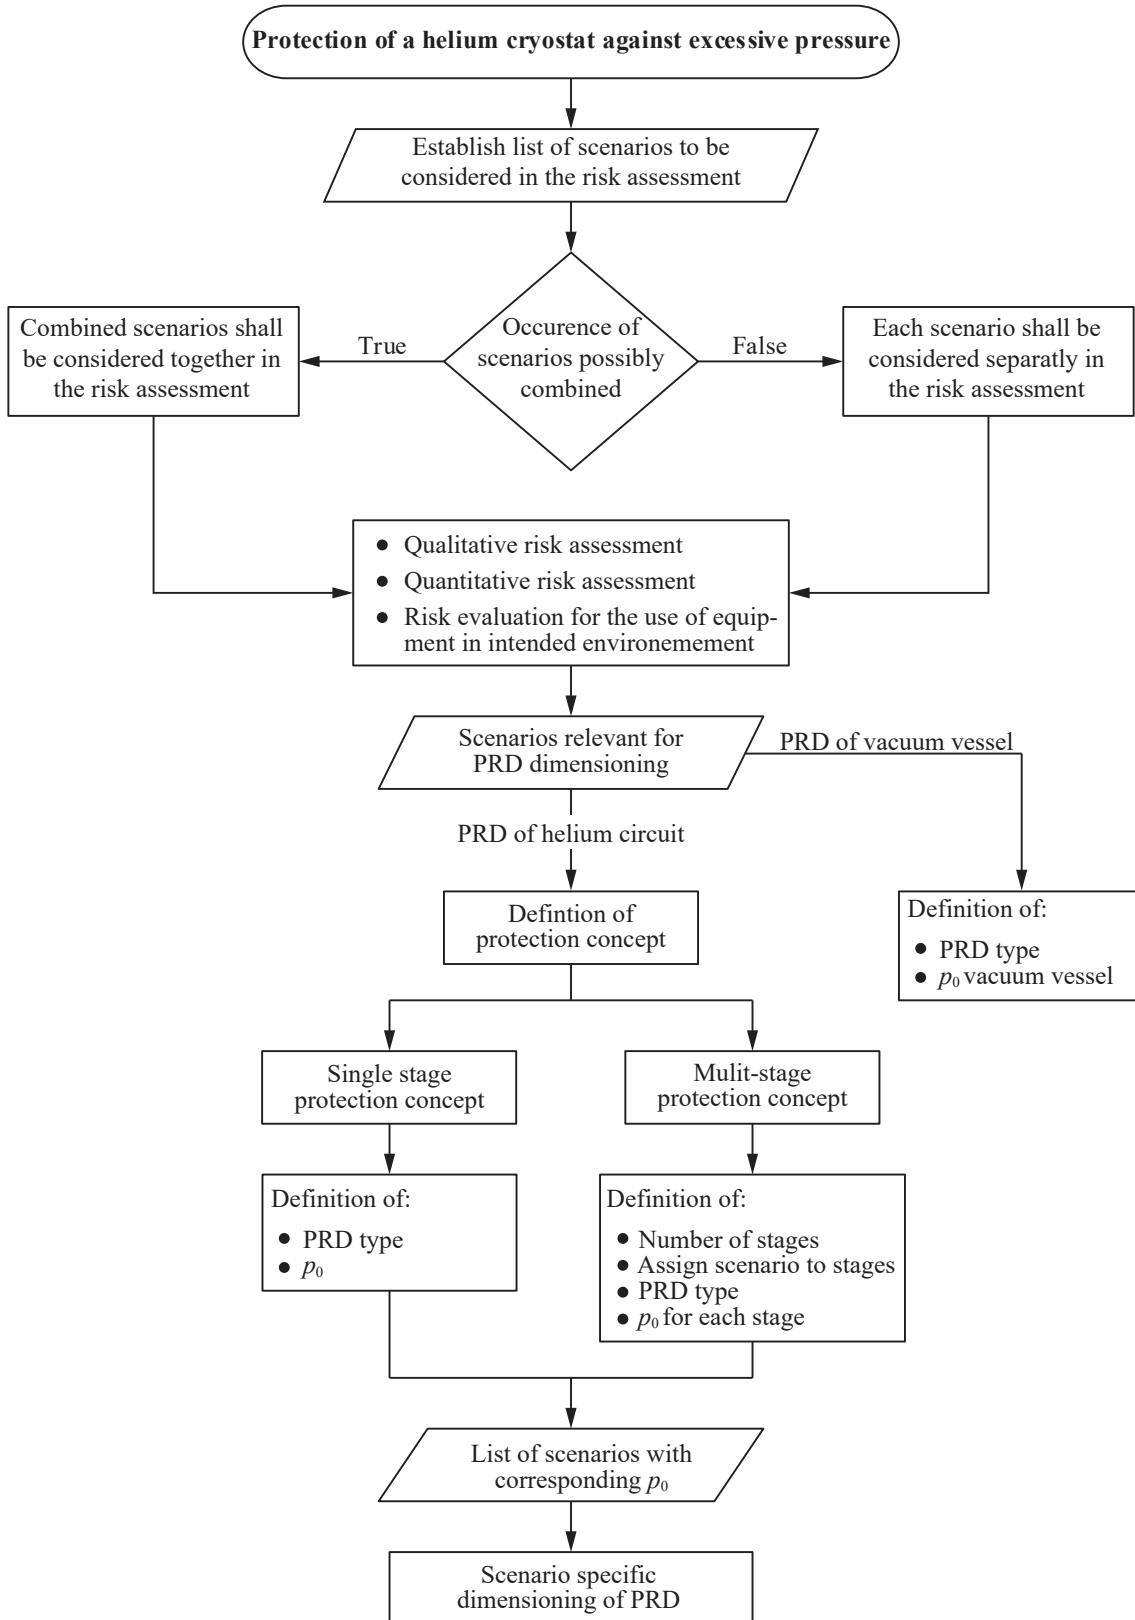 Protection of a helium cryostat against excessive pressure
Establish list of scenarios to be
considered in the risk assessment
Occurence of
scenarios possibly
combined
True
False
Combined scenarios shall
be considered together in
the risk assessment
Each scenario shall be
considered separatly in
the risk assessment
● Qualitative risk assessment
● Quantitative risk assessment
● Risk evaluation for the use of equip-
ment in intended environemement
Scenarios relevant for
PRD dimensioning
PRD of vacuum vessel
PRD of helium circuit
Defintion of
protection concept
Definition of:
● PRD type
● p₀ vacuum vessel
Single stage
protection concept
Mulit-stage
protection concept
Definition of:
● PRD type
● p₀
Definition of:
● Number of stages
● Assign scenario to stages
● PRD type
● p₀ for each stage
List of scenarios with
corresponding p₀
Scenario specific
dimensioning of PRD